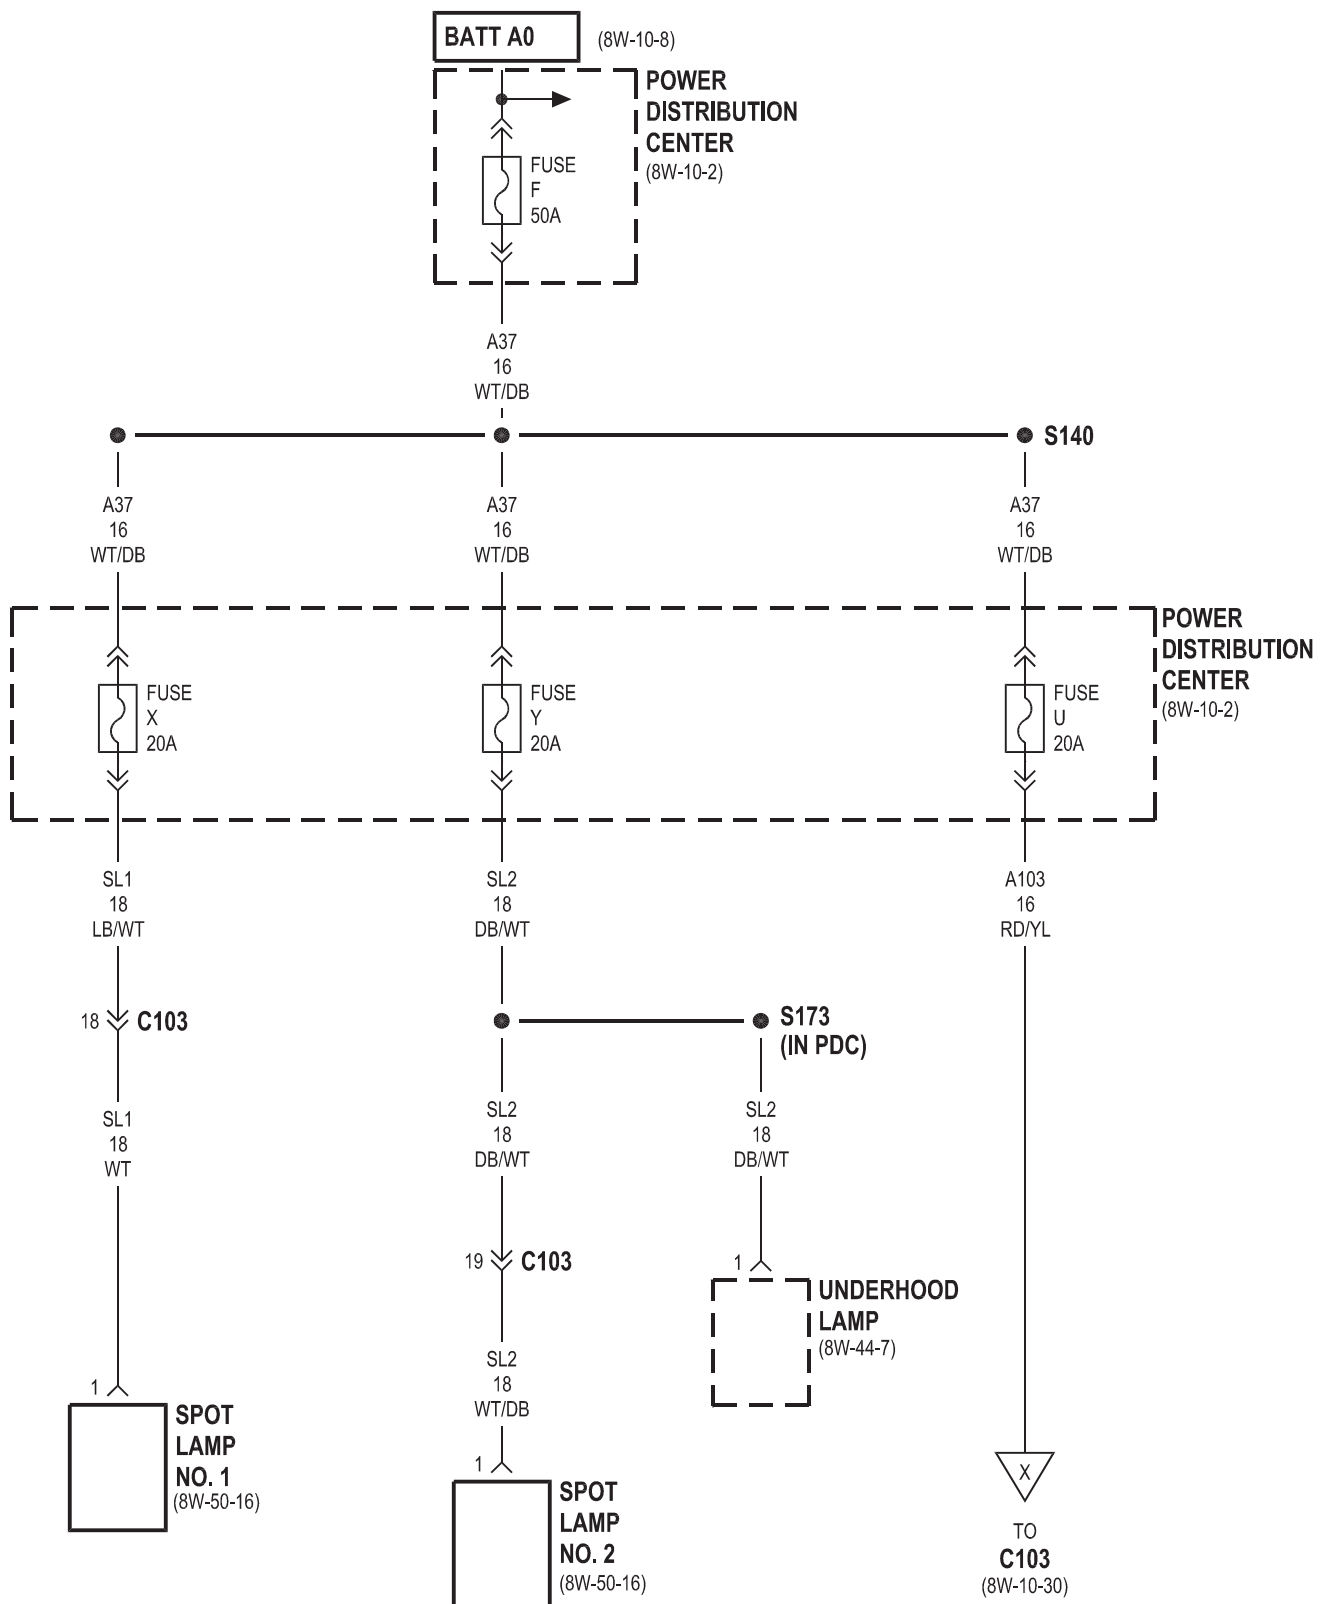 BATT A0
(8W-10-8)
POWER
DISTRIBUTION
CENTER
(8W-10-2)
FUSE
F
50A
A37
16
WT/DB
S140
A37
16
WT/DB
A37
16
WT/DB
A37
16
WT/DB
POWER
DISTRIBUTION
CENTER
(8W-10-2)
FUSE
X
20A
FUSE
Y
20A
FUSE
U
20A
SL1
18
LB/WT
SL2
18
DB/WT
A103
16
RD/YL
18
C103
S173
(IN PDC)
SL1
18
WT
SL2
18
DB/WT
SL2
18
DB/WT
19
C103
1
UNDERHOOD
LAMP
(8W-44-7)
SL2
18
WT/DB
1
SPOT
LAMP
NO. 1
(8W-50-16)
1
SPOT
LAMP
NO. 2
(8W-50-16)
X
TO
C103
(8W-10-30)